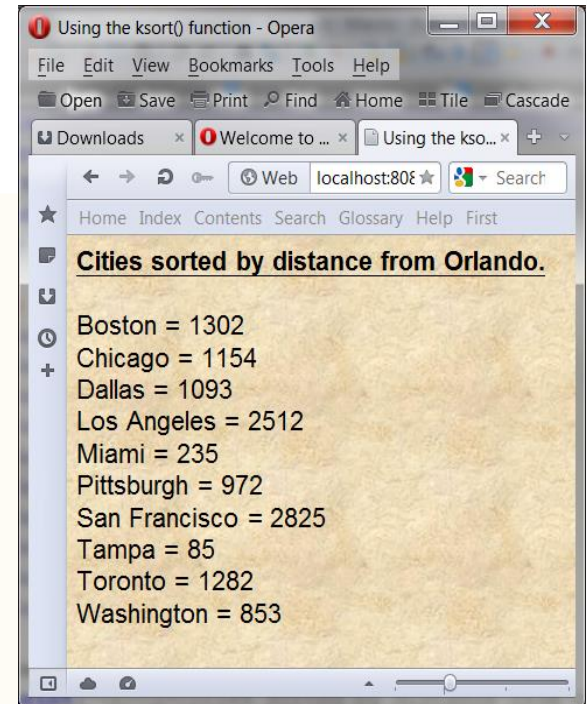 Using the ksort() function - Opera
File Edit View Bookmarks Tools Help
Open Save Print Find Home Tile Cascade
Downloads Welcome to ... Using the kso...
Web localhost:808 Search
Home Index Contents Search Glossary Help First
Cities sorted by distance from Orlando.
Boston = 1302
Chicago = 1154
Dallas = 1093
Los Angeles = 2512
Miami = 235
Pittsburgh = 972
San Francisco = 2825
Tampa = 85
Toronto = 1282
Washington = 853